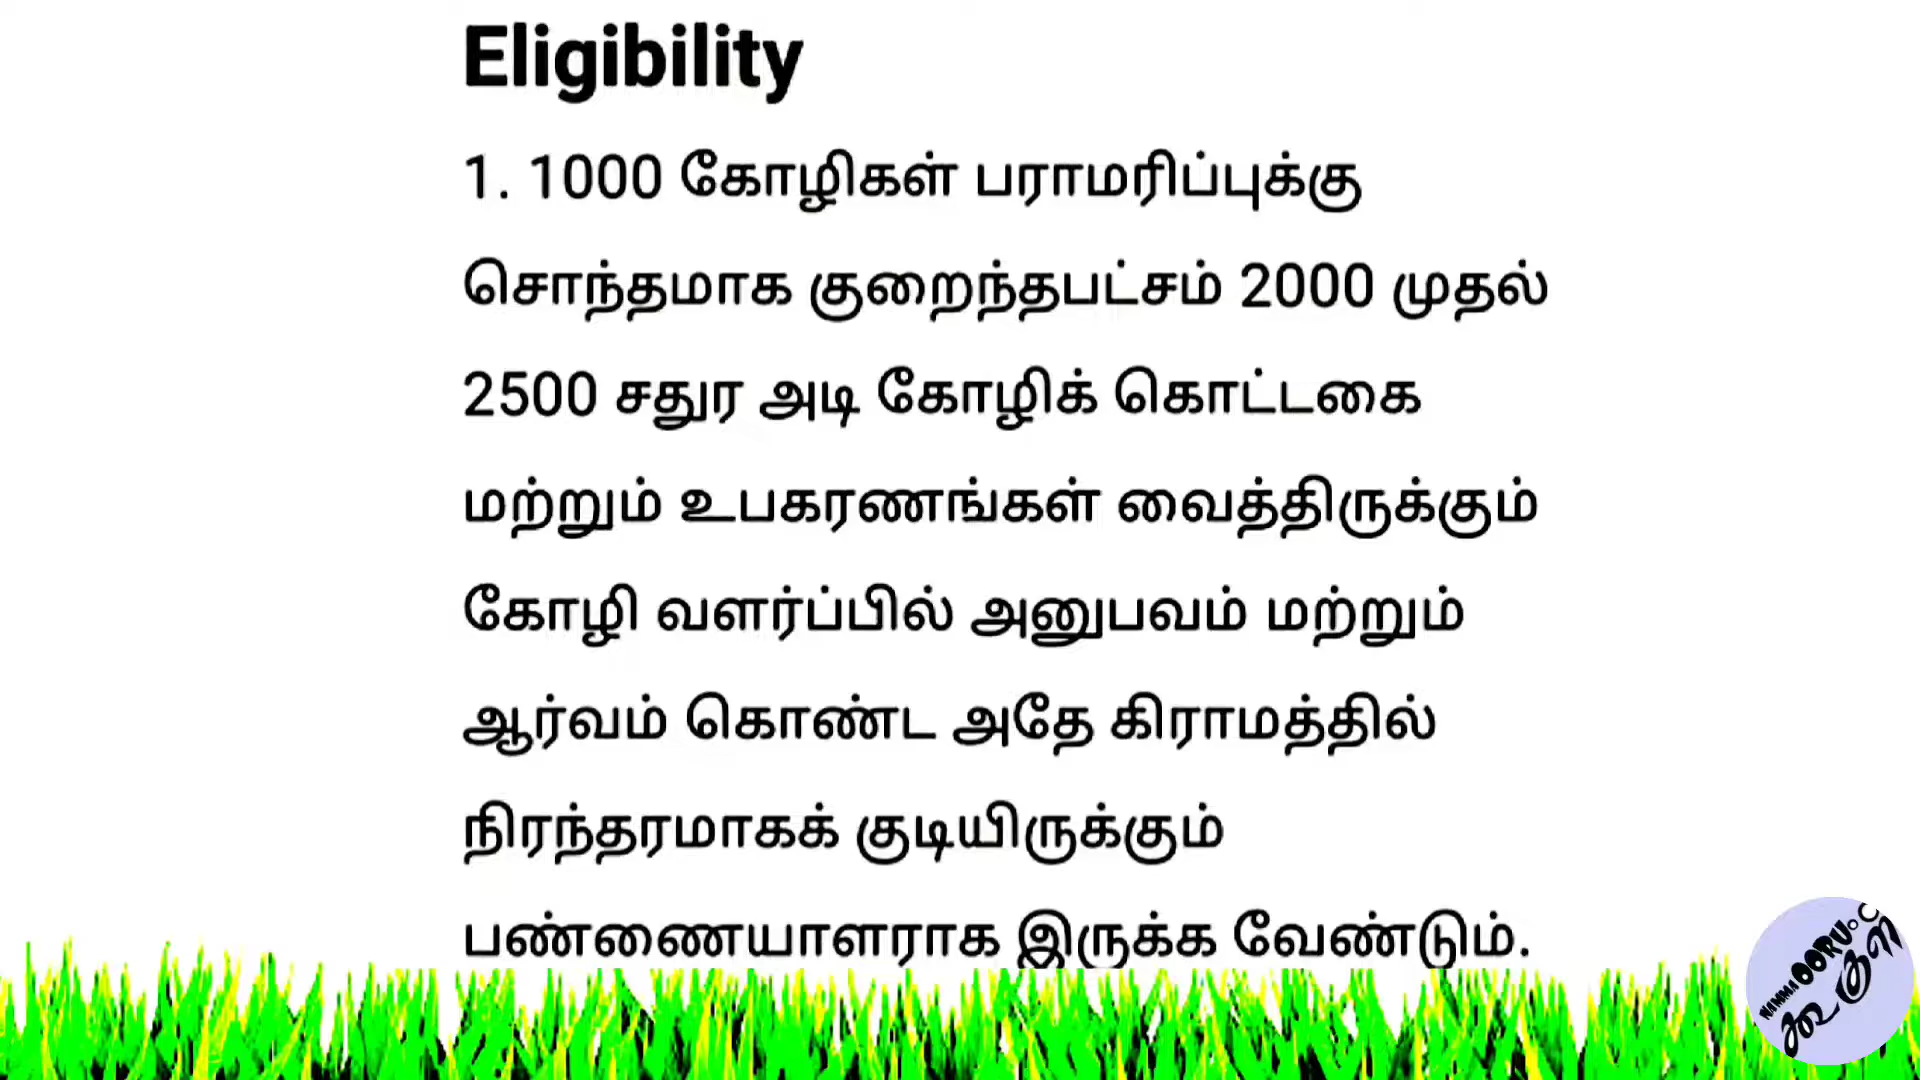 Eligibility
1. 1000 கோழிகள் பராமரிப்புக்கு
சொந்தமாக குறைந்தபட்சம் 2000 முதல்
2500 சதுர அடி கோழிக் கொட்டகை
மற்றும் உபகரணங்கள் வைத்திருக்கும்
கோழி வளர்ப்பில் அனுபவம் மற்றும்
ஆர்வம் கொண்ட அதே கிராமத்தில்
நிரந்தரமாகக் குடியிருக்கும்
பண்ணையாளராக இருக்க வேண்டும்.